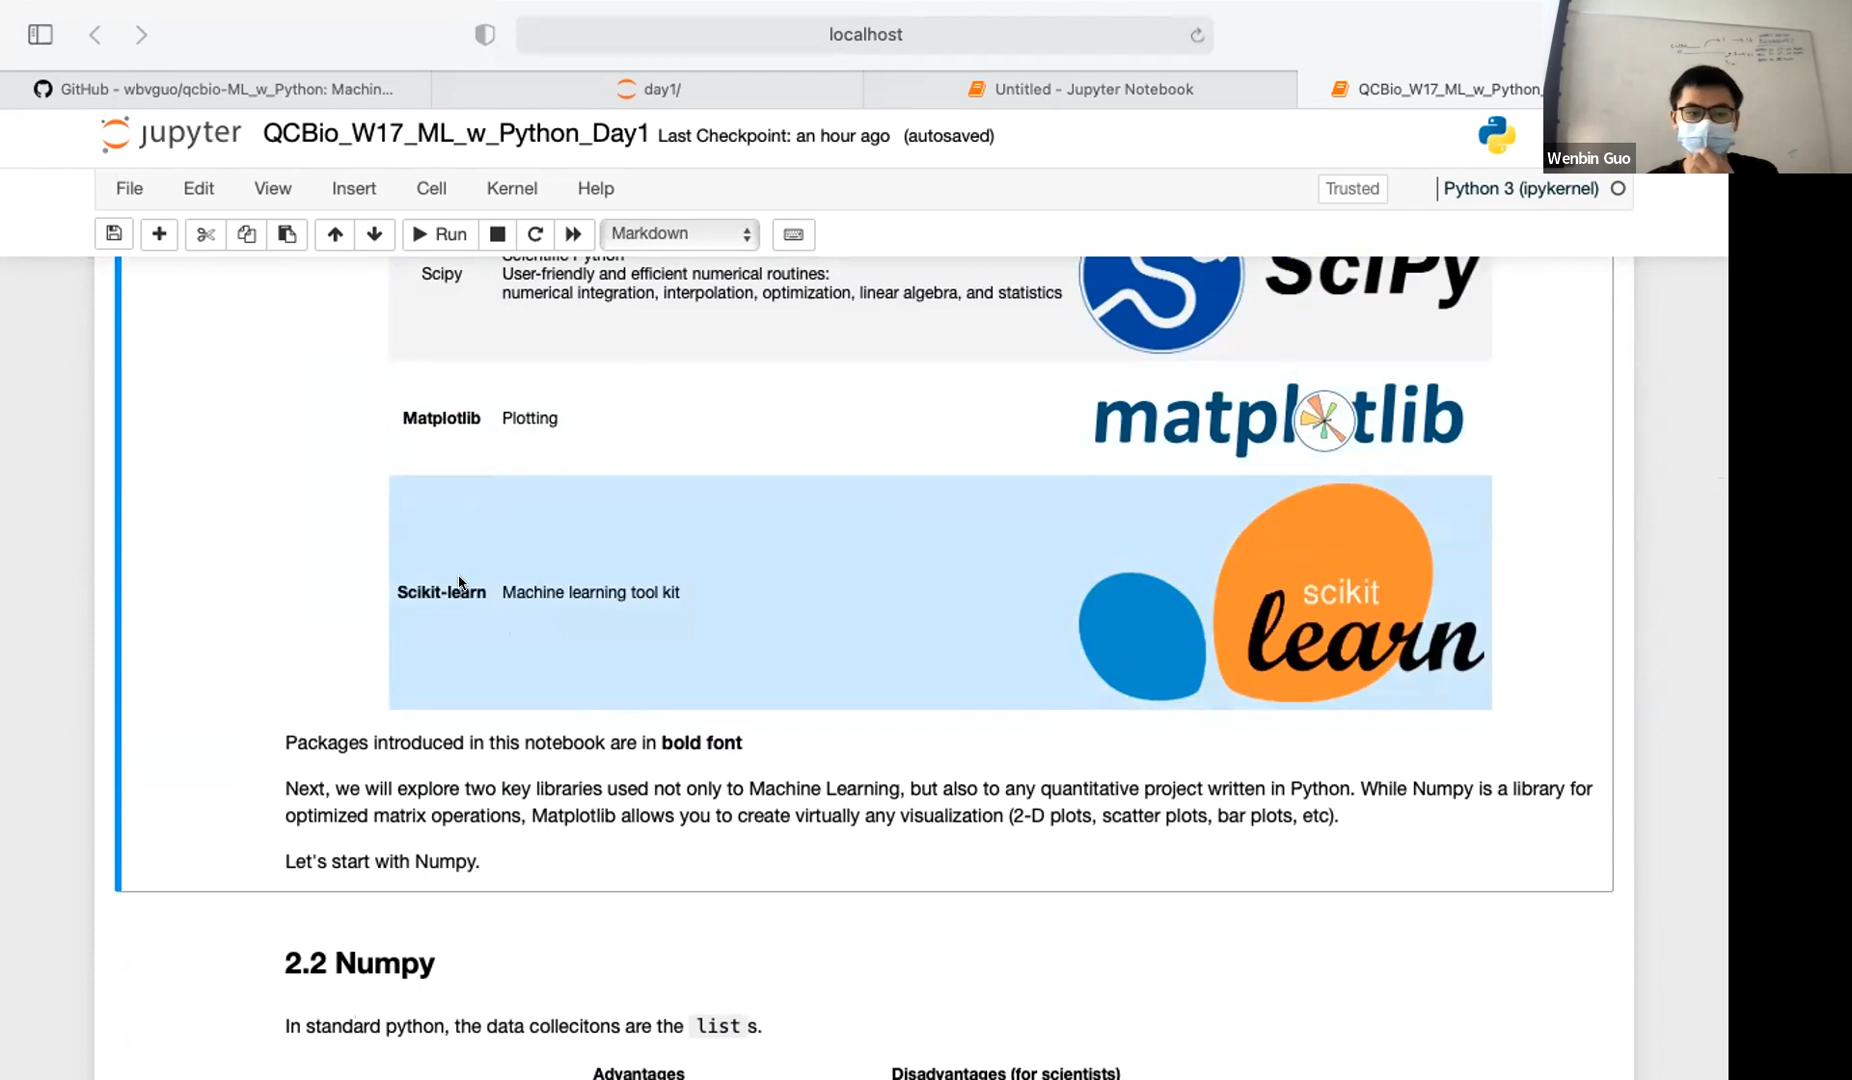 localhost
GitHub - wbvguo/qcbio-ML_w_Python: Machin...
day1/
Untitled - Jupyter Notebook
QCBio_W17_ML_w_Python_
Wenbin Guo
jupyter QCBio_W17_ML_w_Python_Day1 Last Checkpoint: an hour ago (autosaved)
File Edit View Insert Cell Kernel Help Trusted Python 3 (ipykernel)
Run Markdown
Scientific Python
Scipy User-friendly and efficient numerical routines: SciPy
numerical integration, interpolation, optimization, linear algebra, and statistics
Matplotlib Plotting matplotlib
Scikit-learn Machine learning tool kit scikit
learn
Packages introduced in this notebook are in bold font
Next, we will explore two key libraries used not only to Machine Learning, but also to any quantitative project written in Python. While Numpy is a library for
optimized matrix operations, Matplotlib allows you to create virtually any visualization (2-D plots, scatter plots, bar plots, etc).
Let's start with Numpy.
2.2 Numpy
In standard python, the data collecitons are the list s.
Advantages Disadvantages (for scientists)